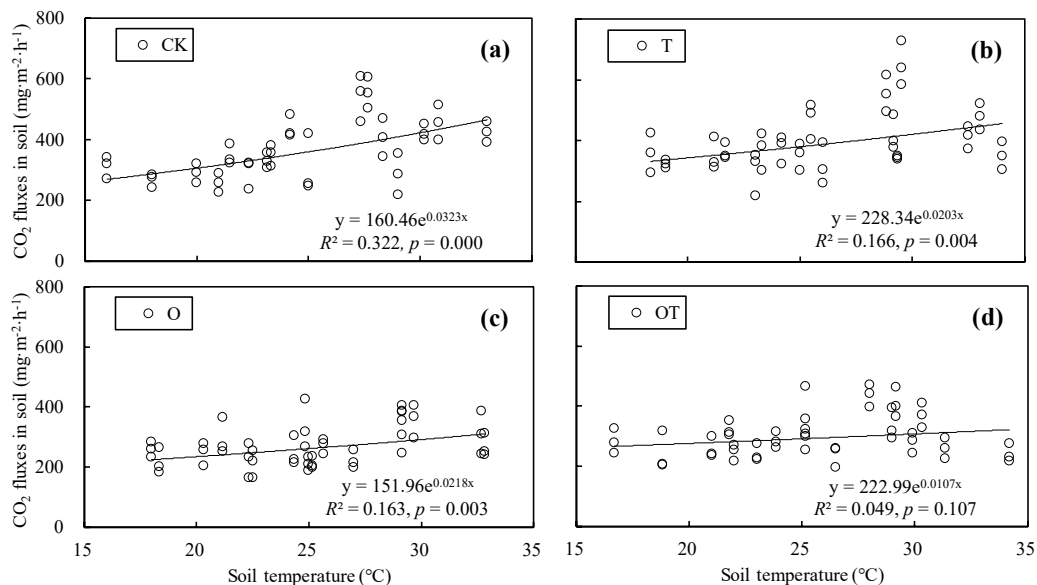 800
600
400
200
0
CO₂ fluxes in soil (mg·m⁻²·h⁻¹)
CK
(a)
y = 160.46e^0.0323x
R² = 0.322, p = 0.000
T
(b)
y = 228.34e^0.0203x
R² = 0.166, p = 0.004
15 20 25 30 35
800
600
400
200
0
CO₂ fluxes in soil (mg·m⁻²·h⁻¹)
O
(c)
y = 151.96e^0.0218x
R² = 0.163, p = 0.003
15 20 25 30 35
Soil temperature (°C)
OT
(d)
y = 222.99e^0.0107x
R² = 0.049, p = 0.107
20 25 30 35
Soil temperature (°C)